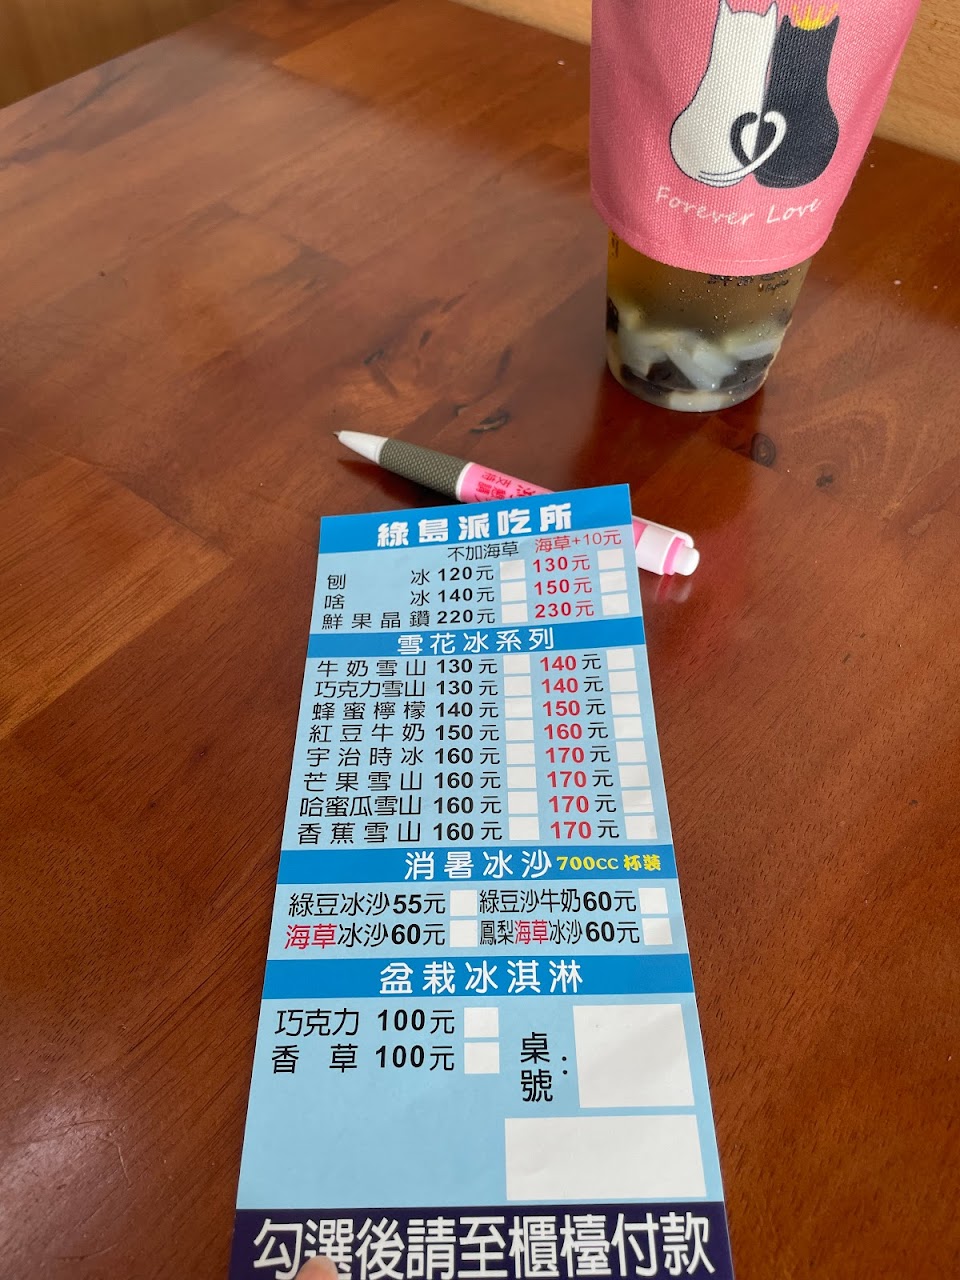 Forever Love
綠島派吃所
不加海草 海草+10元
刨冰 120元 130元
啥冰 140元 150元
鮮果晶鑽 220元 230元
雪花冰系列
牛奶雪山 130元 140元
巧克力雪山 130元 140元
蜂蜜檸檬 140元 150元
紅豆牛奶 150元 160元
宇治時冰 160元 170元
芒果雪山 160元 170元
哈蜜瓜雪山 160元 170元
香蕉雪山 160元 170元
消暑冰沙 700CC 杯裝
綠豆冰沙55元 綠豆沙牛奶60元
海草冰沙60元 鳳梨海草冰沙60元
盆栽冰淇淋
巧克力 100元
香草 100元
桌號：
勾選後請至櫃檯付款